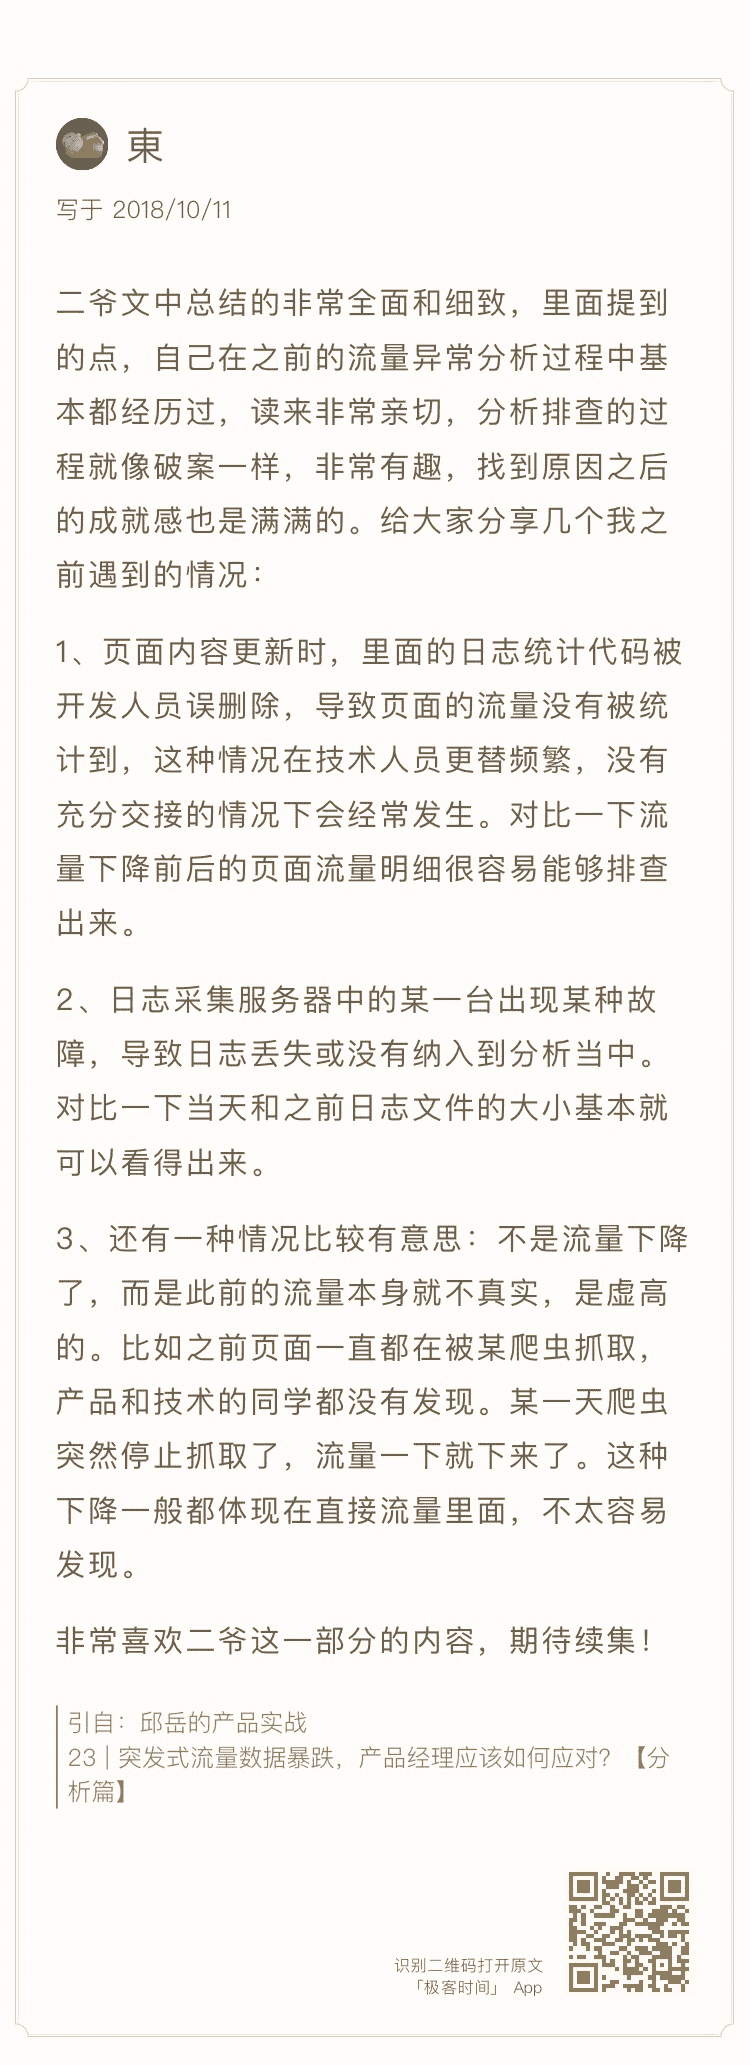 東
写于 2018/10/11
二爷文中总结的非常全面和细致，里面提到
的点，自己在之前的流量异常分析过程中基
本都经历过，读来非常亲切，分析排查的过
程就像破案一样，非常有趣，找到原因之后
的成就感也是满满的。给大家分享几个我之
前遇到的情况：
1、页面内容更新时，里面的日志统计代码被
开发人员误删除，导致页面的流量没有被统
计到，这种情况在技术人员更替频繁，没有
充分交接的情况下会经常发生。对比一下流
量下降前后的页面流量明细很容易能够排查
出来。
2、日志采集服务器中的某一台出现某种故
障，导致日志丢失或没有纳入到分析当中。
对比一下当天和之前日志文件的大小基本就
可以看得出来。
3、还有一种情况比较有意思：不是流量下降
了，而是此前的流量本身就不真实，是虚高
的。比如之前页面一直都在被某爬虫抓取，
产品和技术的同学都没有发现。某一天爬虫
突然停止抓取了，流量一下就下来了。这种
下降一般都体现在直接流量里面，不太容易
发现。
非常喜欢二爷这一部分的内容，期待续集！
引自：邱岳的产品实战
23 | 突发式流量数据暴跌，产品经理应该如何应对？【分
析篇】
识别二维码打开原文
「极客时间」 App